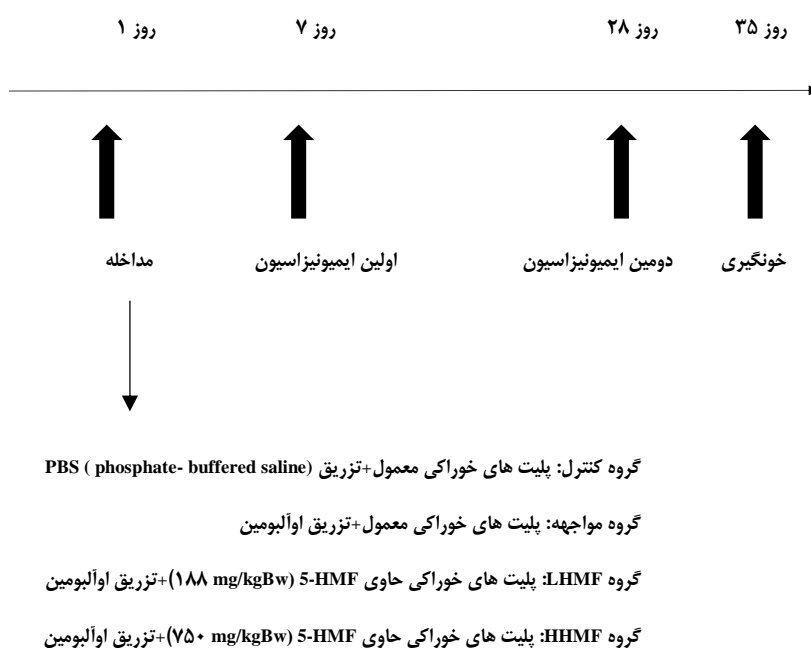 روز ۱ روز ۷ روز ۲۸ روز ۳۵
مداخله اولین ایمیونیزاسیون دومین ایمیونیزاسیون خونگیری
گروه کنترل: پلیت های خوراکی معمول+تزریق PBS ( phosphate- buffered saline)
گروه مواجهه: پلیت های خوراکی معمول+تزریق اوآلبومین
گروه LHMF: پلیت های خوراکی حاوی 5-HMF (۱۸۸ mg/kgBw)+تزریق اوآلبومین
گروه HHMF: پلیت های خوراکی حاوی 5-HMF (۷۵۰ mg/kgBw)+تزریق اوآلبومین